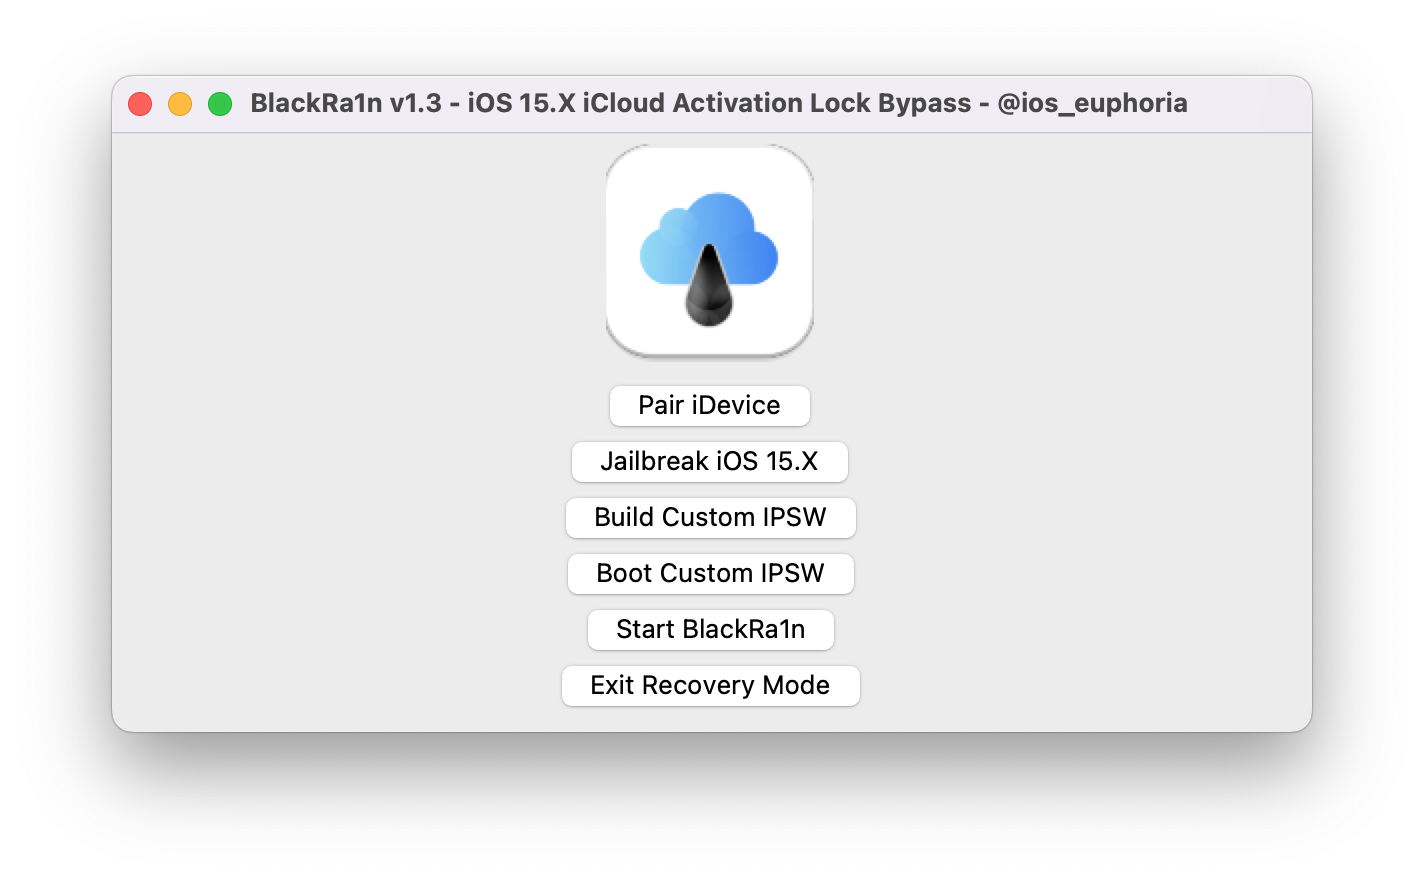 BlackRa1n v1.3 - iOS 15.X iCloud Activation Lock Bypass - @ios_euphoria
Pair iDevice
Jailbreak iOS 15.X
Build Custom IPSW
Boot Custom IPSW
Start BlackRa1n
Exit Recovery Mode